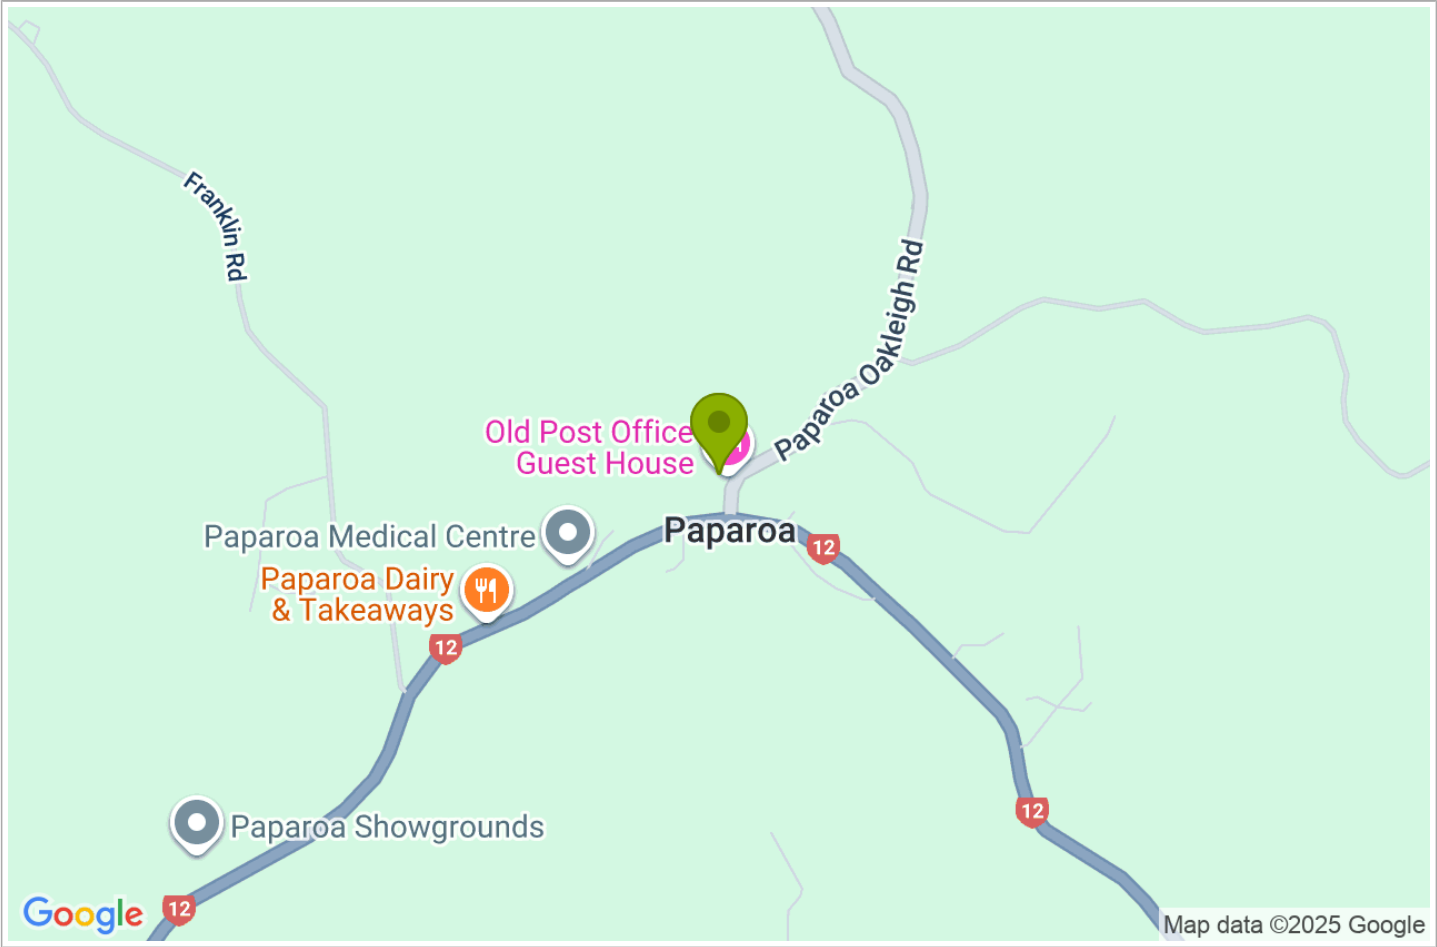 Franklin Rd
Paparoa Oakleigh Rd
Old Post Office
Guest House
Paparoa
12
Paparoa Medical Centre
Paparoa Dairy
& Takeaways
12
12
Paparoa Showgrounds
12
Google
Map data ©2025 Google